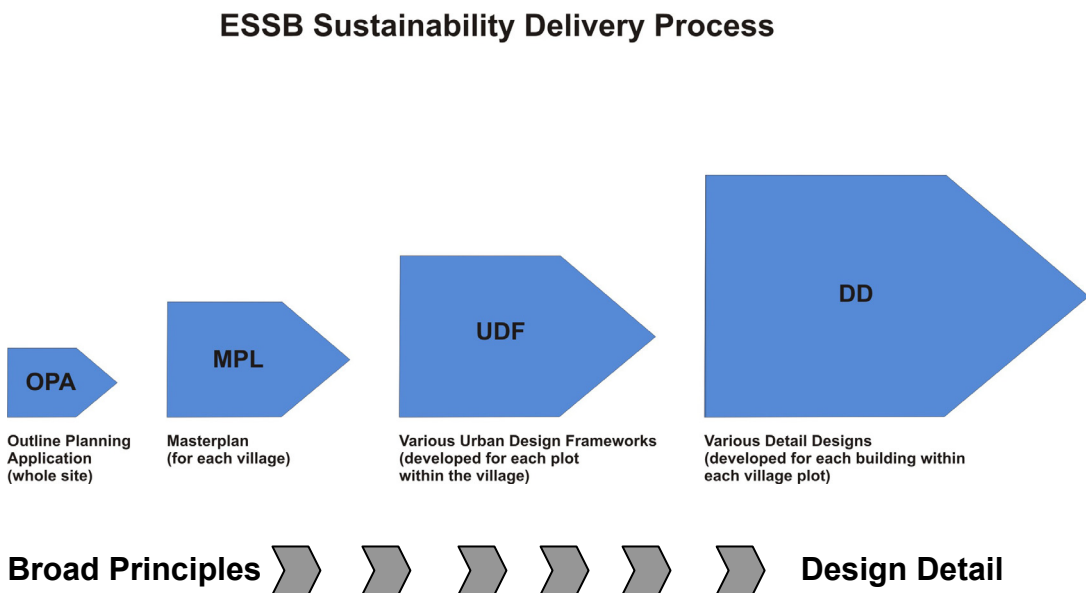 ESSB Sustainability Delivery Process
OPA
MPL
UDF
DD
Outline Planning
Application
(whole site)
Masterplan
(for each village)
Various Urban Design Frameworks
(developed for each plot
within the village)
Various Detail Designs
(developed for each building within
each village plot)
Broad Principles
Design Detail